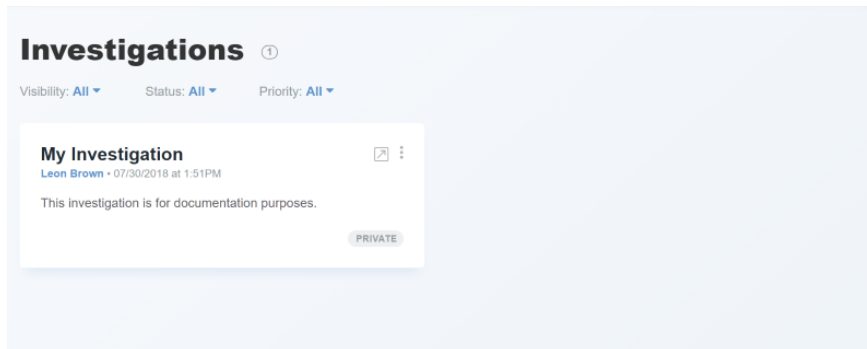 Investigations 1
Visibility: All Status: All Priority: All
My Investigation
Leon Brown • 07/30/2018 at 1:51PM
This investigation is for documentation purposes.
PRIVATE